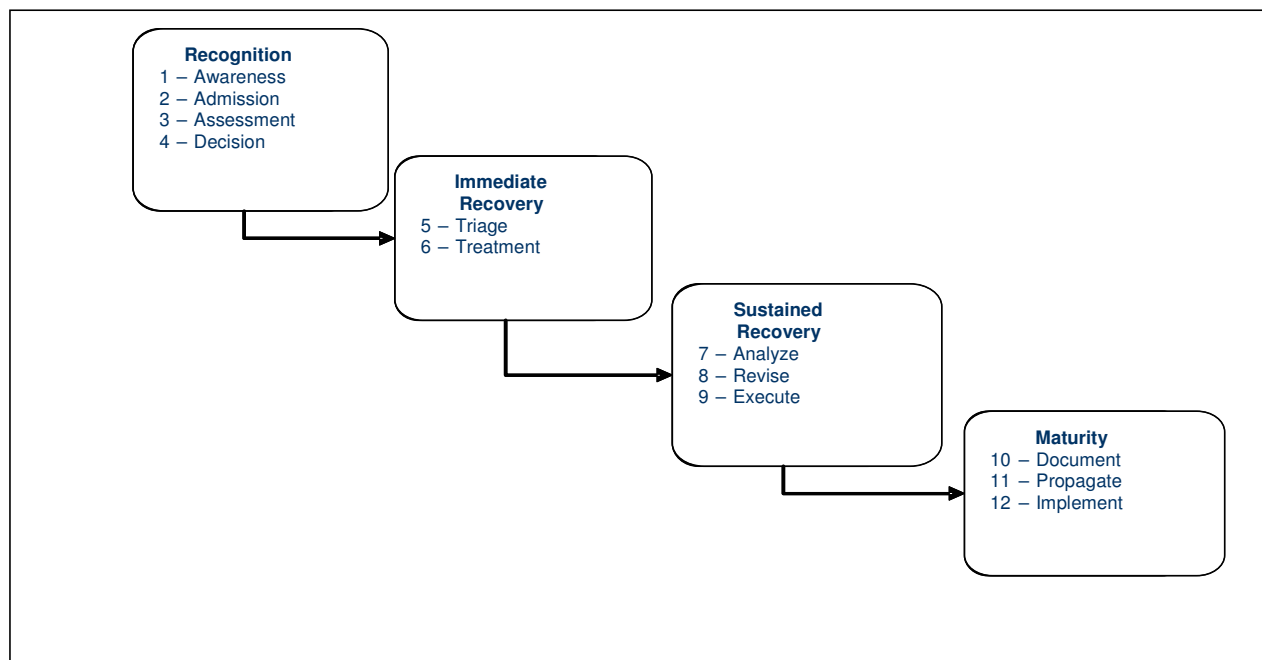 Recognition
1 – Awareness
2 – Admission
3 – Assessment
4 – Decision
Immediate
Recovery
5 – Triage
6 – Treatment
Sustained
Recovery
7 – Analyze
8 – Revise
9 – Execute
Maturity
10 – Document
11 – Propagate
12 – Implement